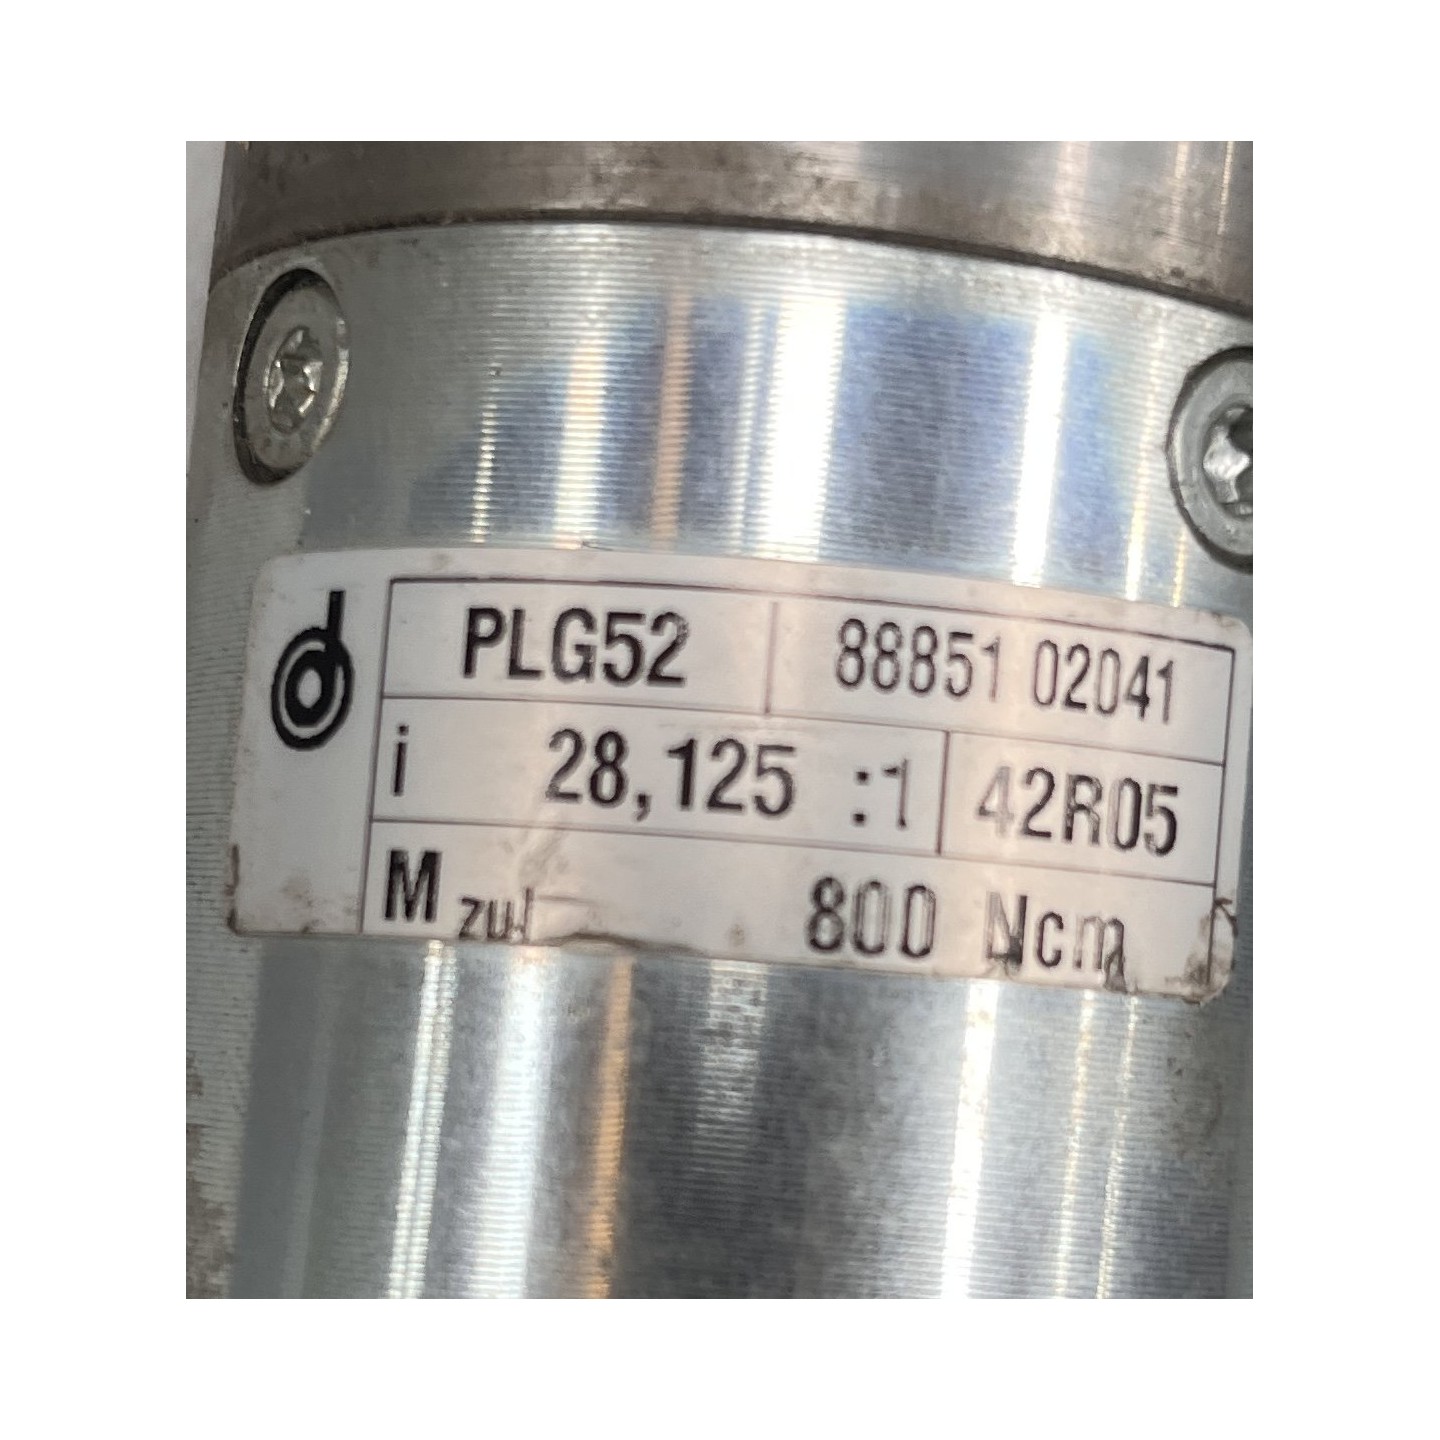 PLG52 88851 02041
i 28,125 :1 42R05
M zul 800 Ncm